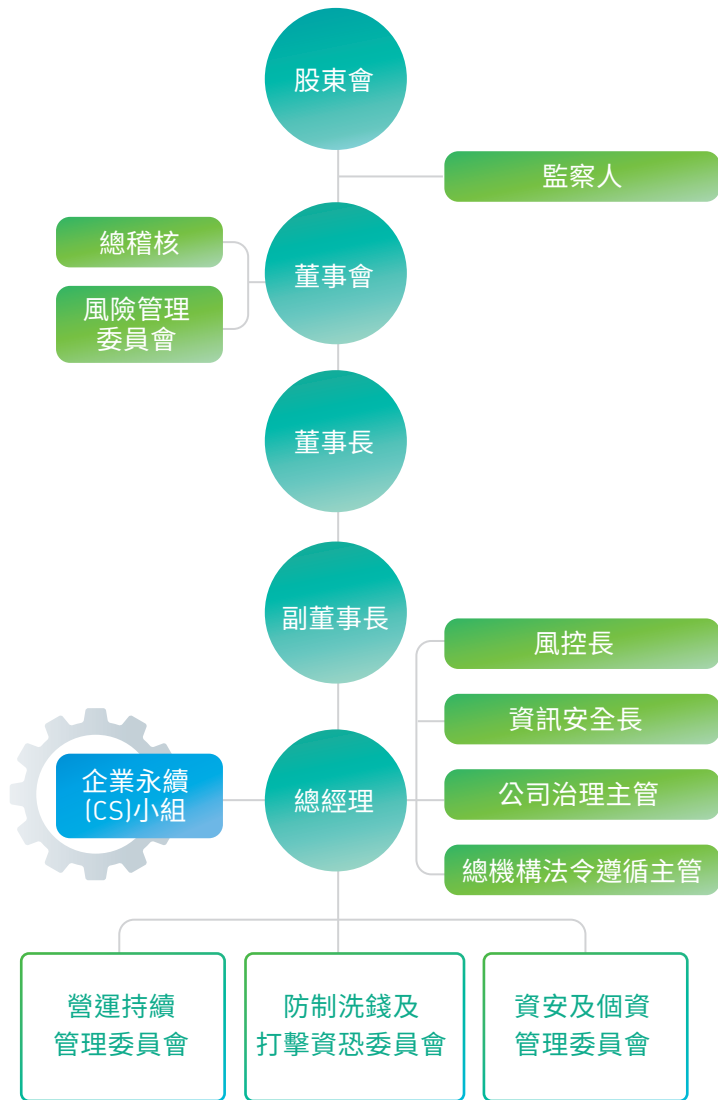 股東會
監察人
總稽核
董事會
風險管理
委員會
董事長
副董事長
風控長
資訊安全長
企業永續
(CS)小組
總經理
公司治理主管
總機構法令遵循主管
營運持續
管理委員會
防制洗錢及
打擊資恐委員會
資安及個資
管理委員會